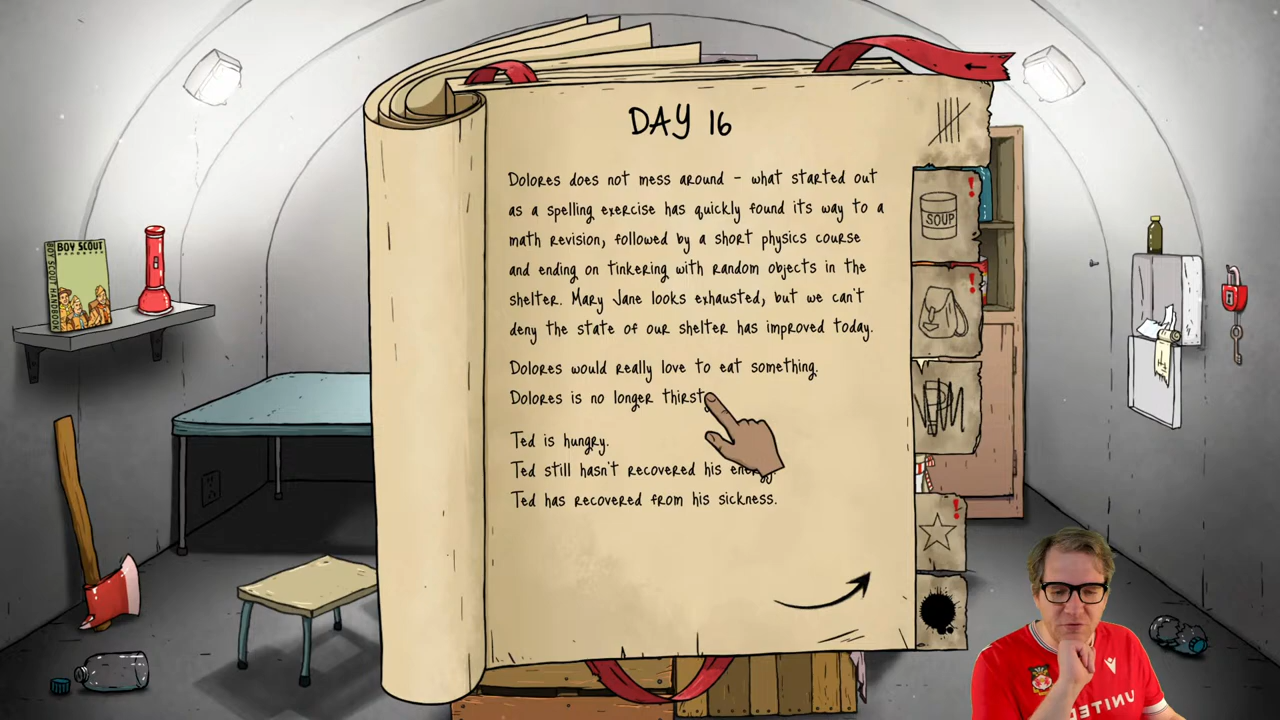 DAY 16
Dolores does not mess around - what started out
as a spelling exercise has quickly found its way to a
math revision, followed by a short physics course
and ending on tinkering with random objects in the
shelter. Mary Jane looks exhausted, but we can't
deny the state of our shelter has improved today.
Dolores would really love to eat something.
Dolores is no longer thirst
Ted is hungry.
Ted still hasn't recovered his energy
Ted has recovered from his sickness.
SOUP
BOY SCOUT
BOY SCOUT HANDBOOK
UNITED